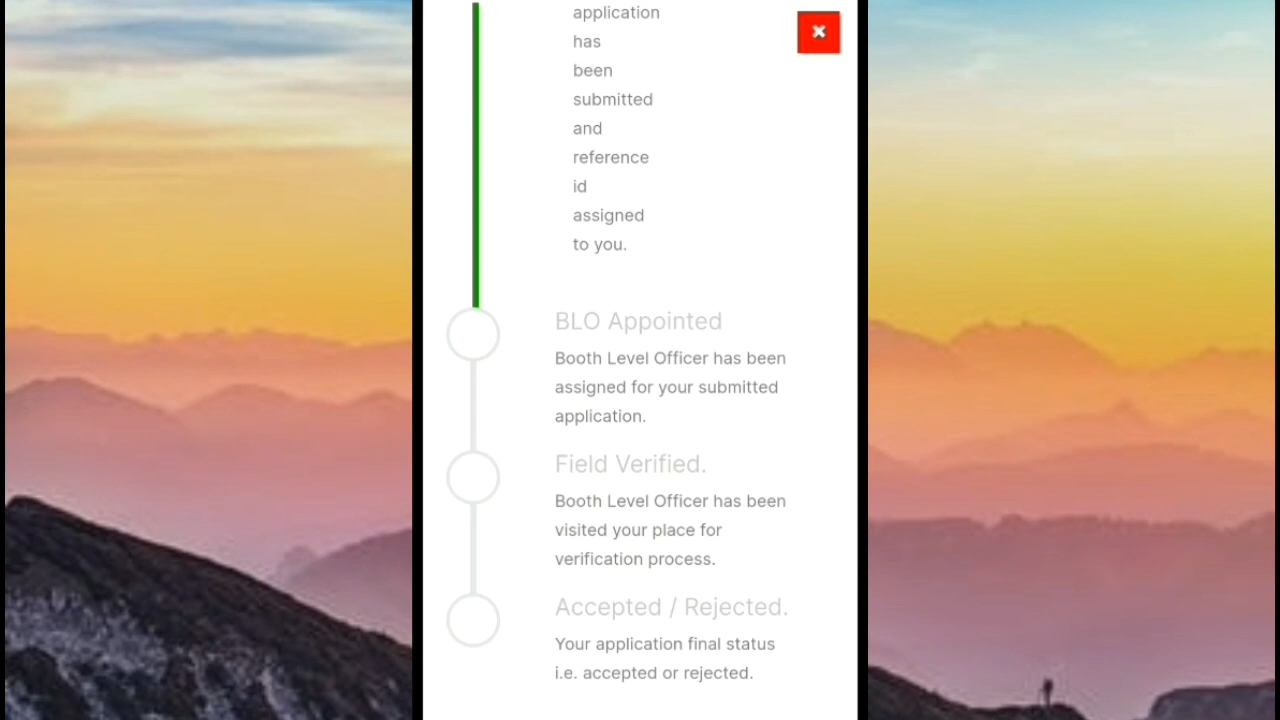 application
has
been
submitted
and
reference
id
assigned
to you.
BLO Appointed
Booth Level Officer has been
assigned for your submitted
application.
Field Verified.
Booth Level Officer has been
visited your place for
verification process.
Accepted / Rejected.
Your application final status
i.e. accepted or rejected.